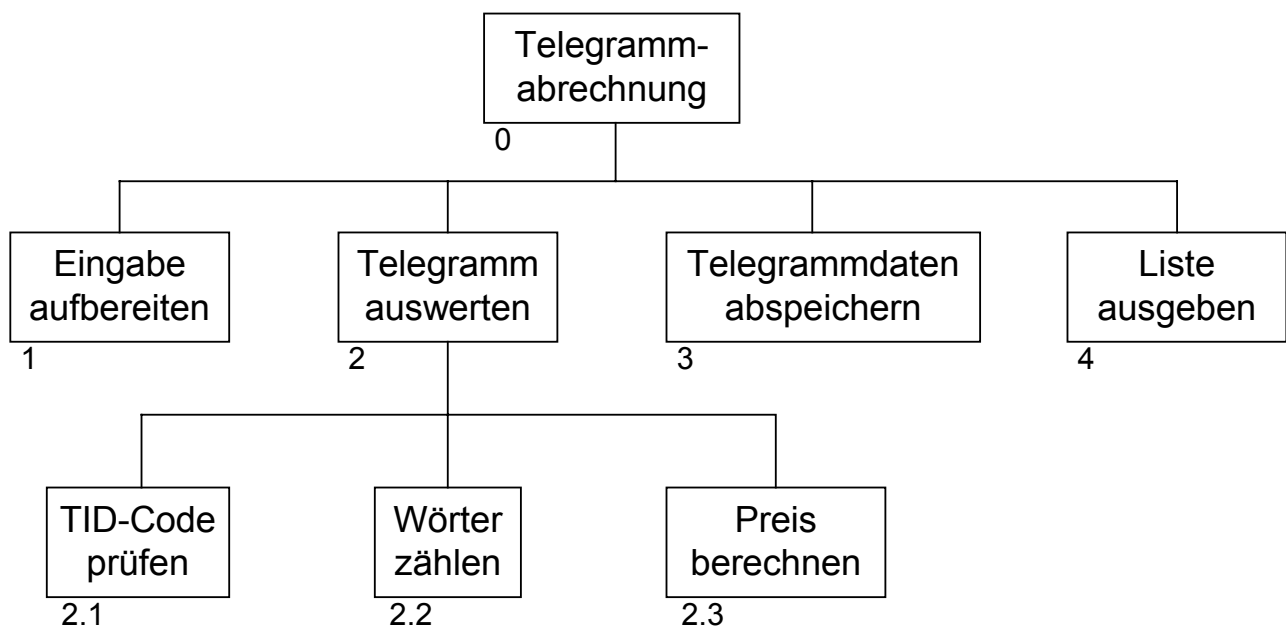 Telegramm-
abrechnung
0
Eingabe
aufbereiten
1
Telegramm
auswerten
2
Telegrammdaten
abspeichern
3
Liste
ausgeben
4
TID-Code
prüfen
2.1
Wörter
zählen
2.2
Preis
berechnen
2.3